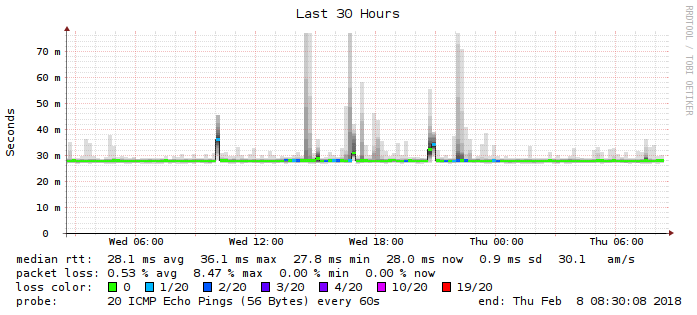 Last 30 Hours
RRDTOOL / TOBI OETIKER
Seconds
70 m
60 m
50 m
40 m
30 m
20 m
10 m
0
Wed 06:00 Wed 12:00 Wed 18:00 Thu 00:00 Thu 06:00
median rtt: 28.1 ms avg 36.1 ms max 27.8 ms min 28.0 ms now 0.9 ms sd 30.1 am/s
packet loss: 0.53 % avg 8.47 % max 0.00 % min 0.00 % now
loss color: 0 1/20 2/20 3/20 4/20 10/20 19/20
probe: 20 ICMP Echo Pings (56 Bytes) every 60s end: Thu Feb 8 08:30:08 2018